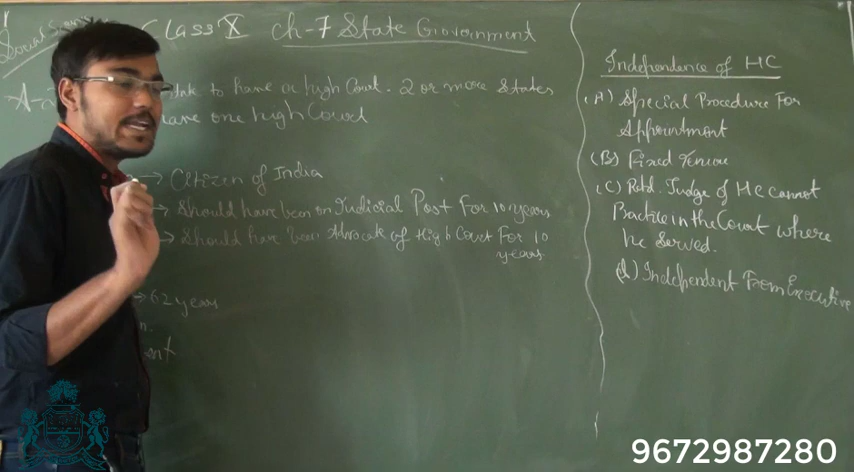 Social Scien
Class X Ch-7 State Government
to have a high Court. 2 or more States
have one high Court
→ Citizen of India
→ Should have been on Judicial Post For 10 years
→ Should have been Advocate of High Court For 10
years
→ 62 years
Independence of HC
(A) Special Procedure For
Appointment
(B) Fixed Tenure
(C) Retd. Judge of HC cannot
Practice in the Court where
he Served.
(d) Independent From Executive
9672987280